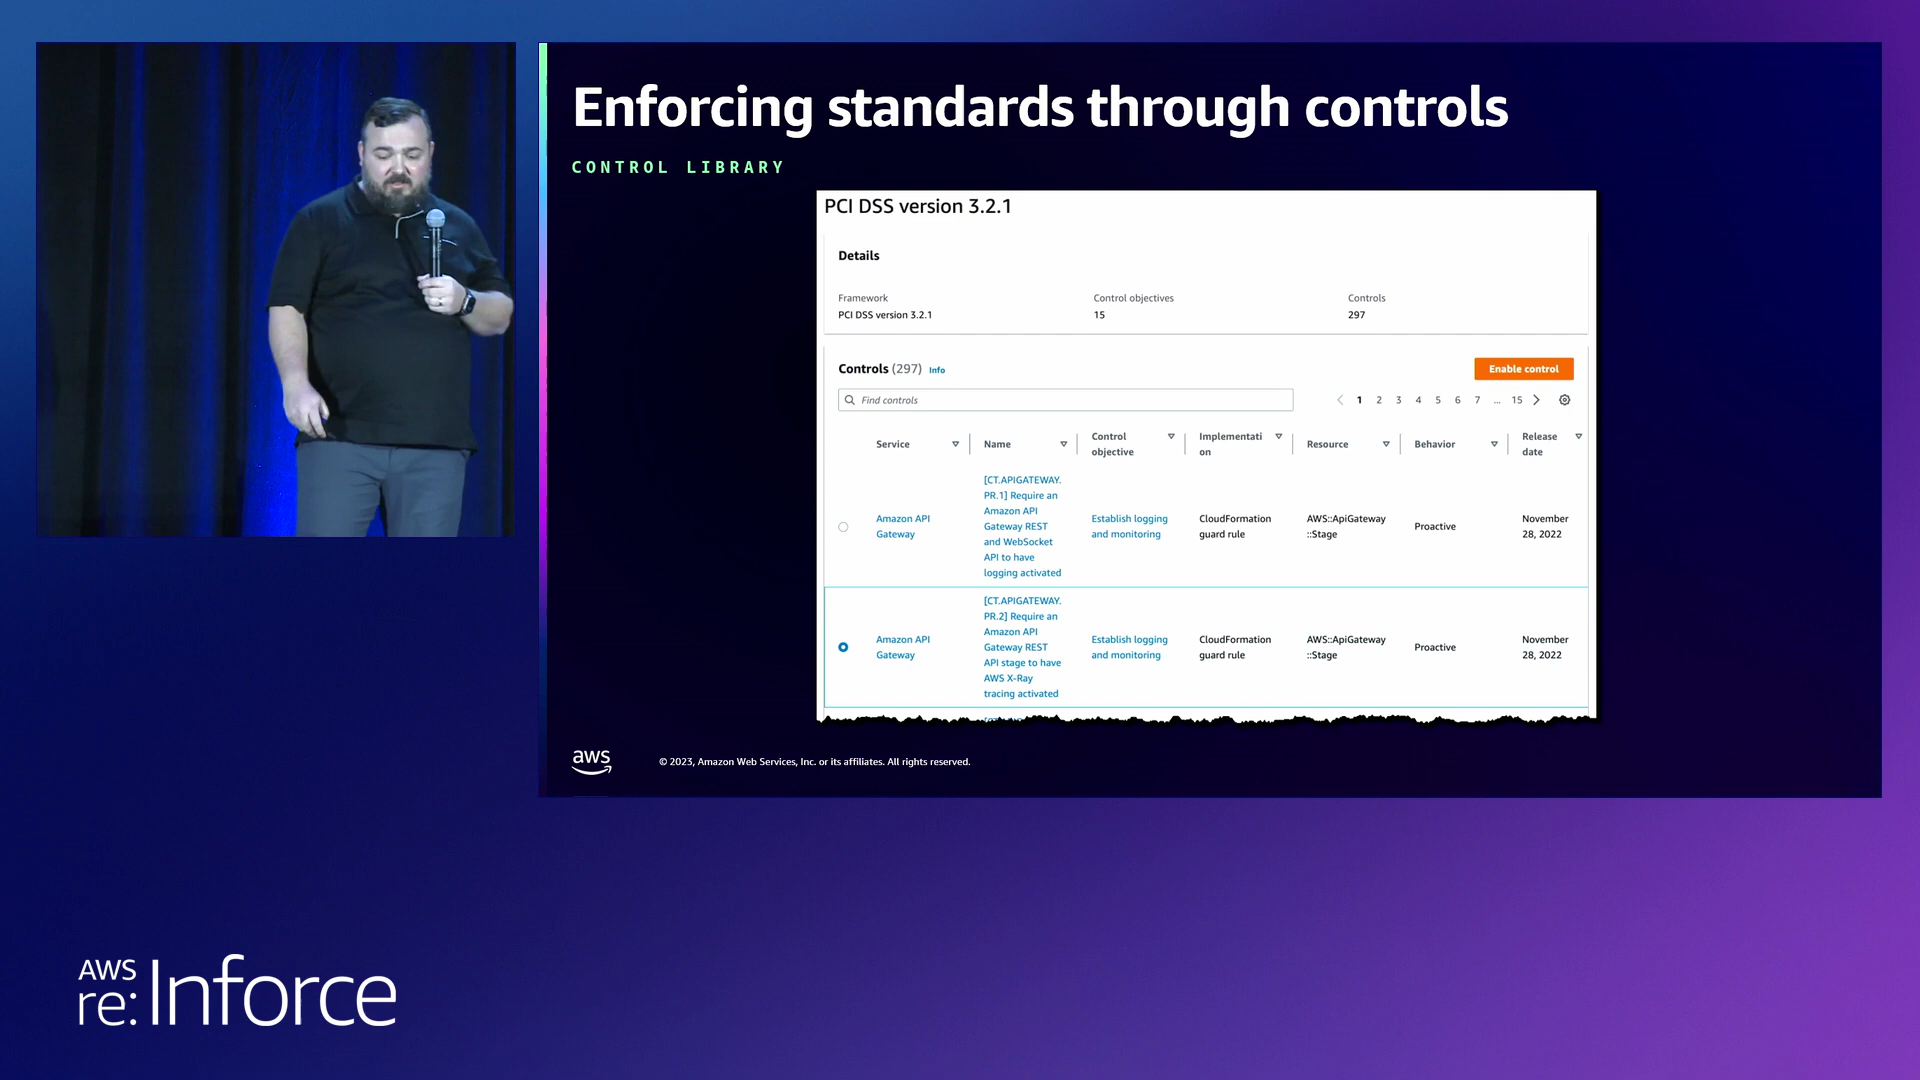 Enforcing standards through controls
CONTROL LIBRARY
PCI DSS version 3.2.1
Details
Framework
Control objectives
Controls
PCI DSS version 3.2.1
15
297
Controls (297) Info
Enable control
Find controls
1 2 3 4 5 6 7 ... 15
Service
Name
Control
objective
Implementati
on
Resource
Behavior
Release
date
Amazon API
Gateway
[CT.APIGATEWAY.
PR.1] Require an
Amazon API
Gateway REST
and WebSocket
API to have
logging activated
Establish logging
and monitoring
CloudFormation
guard rule
AWS::ApiGateway
::Stage
Proactive
November
28, 2022
Amazon API
Gateway
[CT.APIGATEWAY.
PR.2] Require an
Amazon API
Gateway REST
API stage to have
AWS X-Ray
tracing activated
Establish logging
and monitoring
CloudFormation
guard rule
AWS::ApiGateway
::Stage
Proactive
November
28, 2022
aws
© 2023, Amazon Web Services, Inc. or its affiliates. All rights reserved.
AWS
re:Inforce